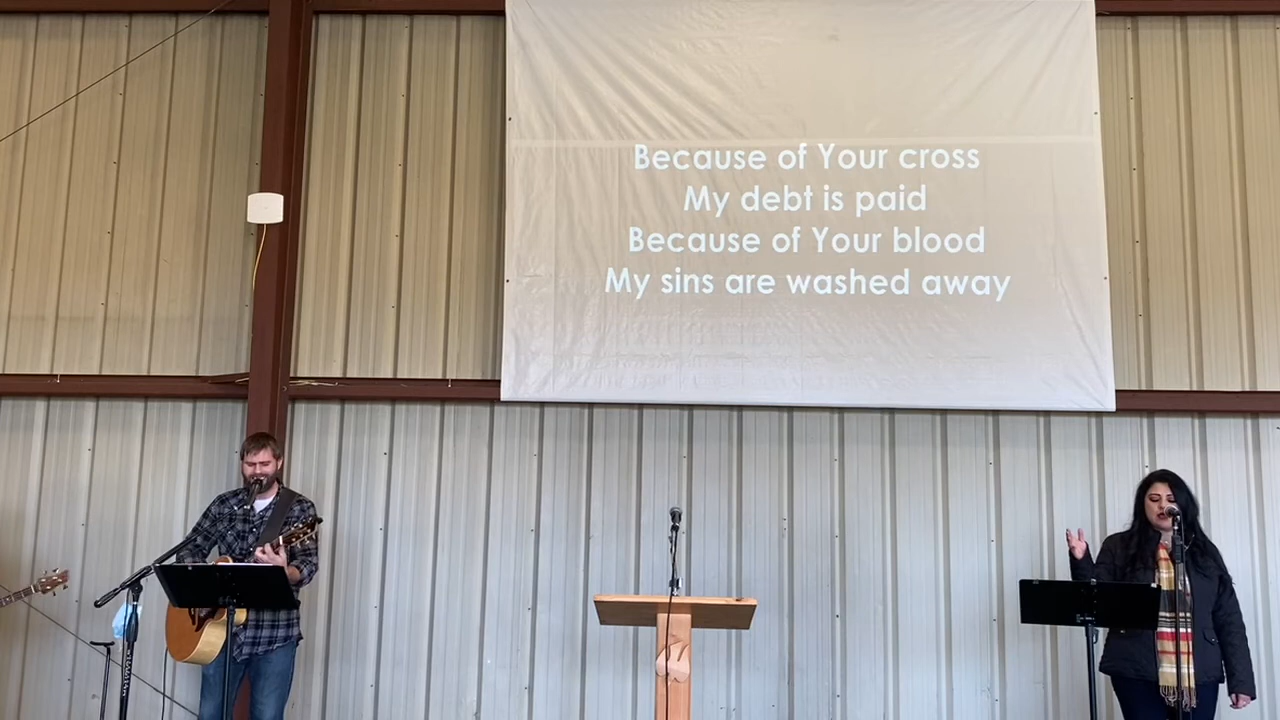 Because of Your cross
My debt is paid
Because of Your blood
My sins are washed away